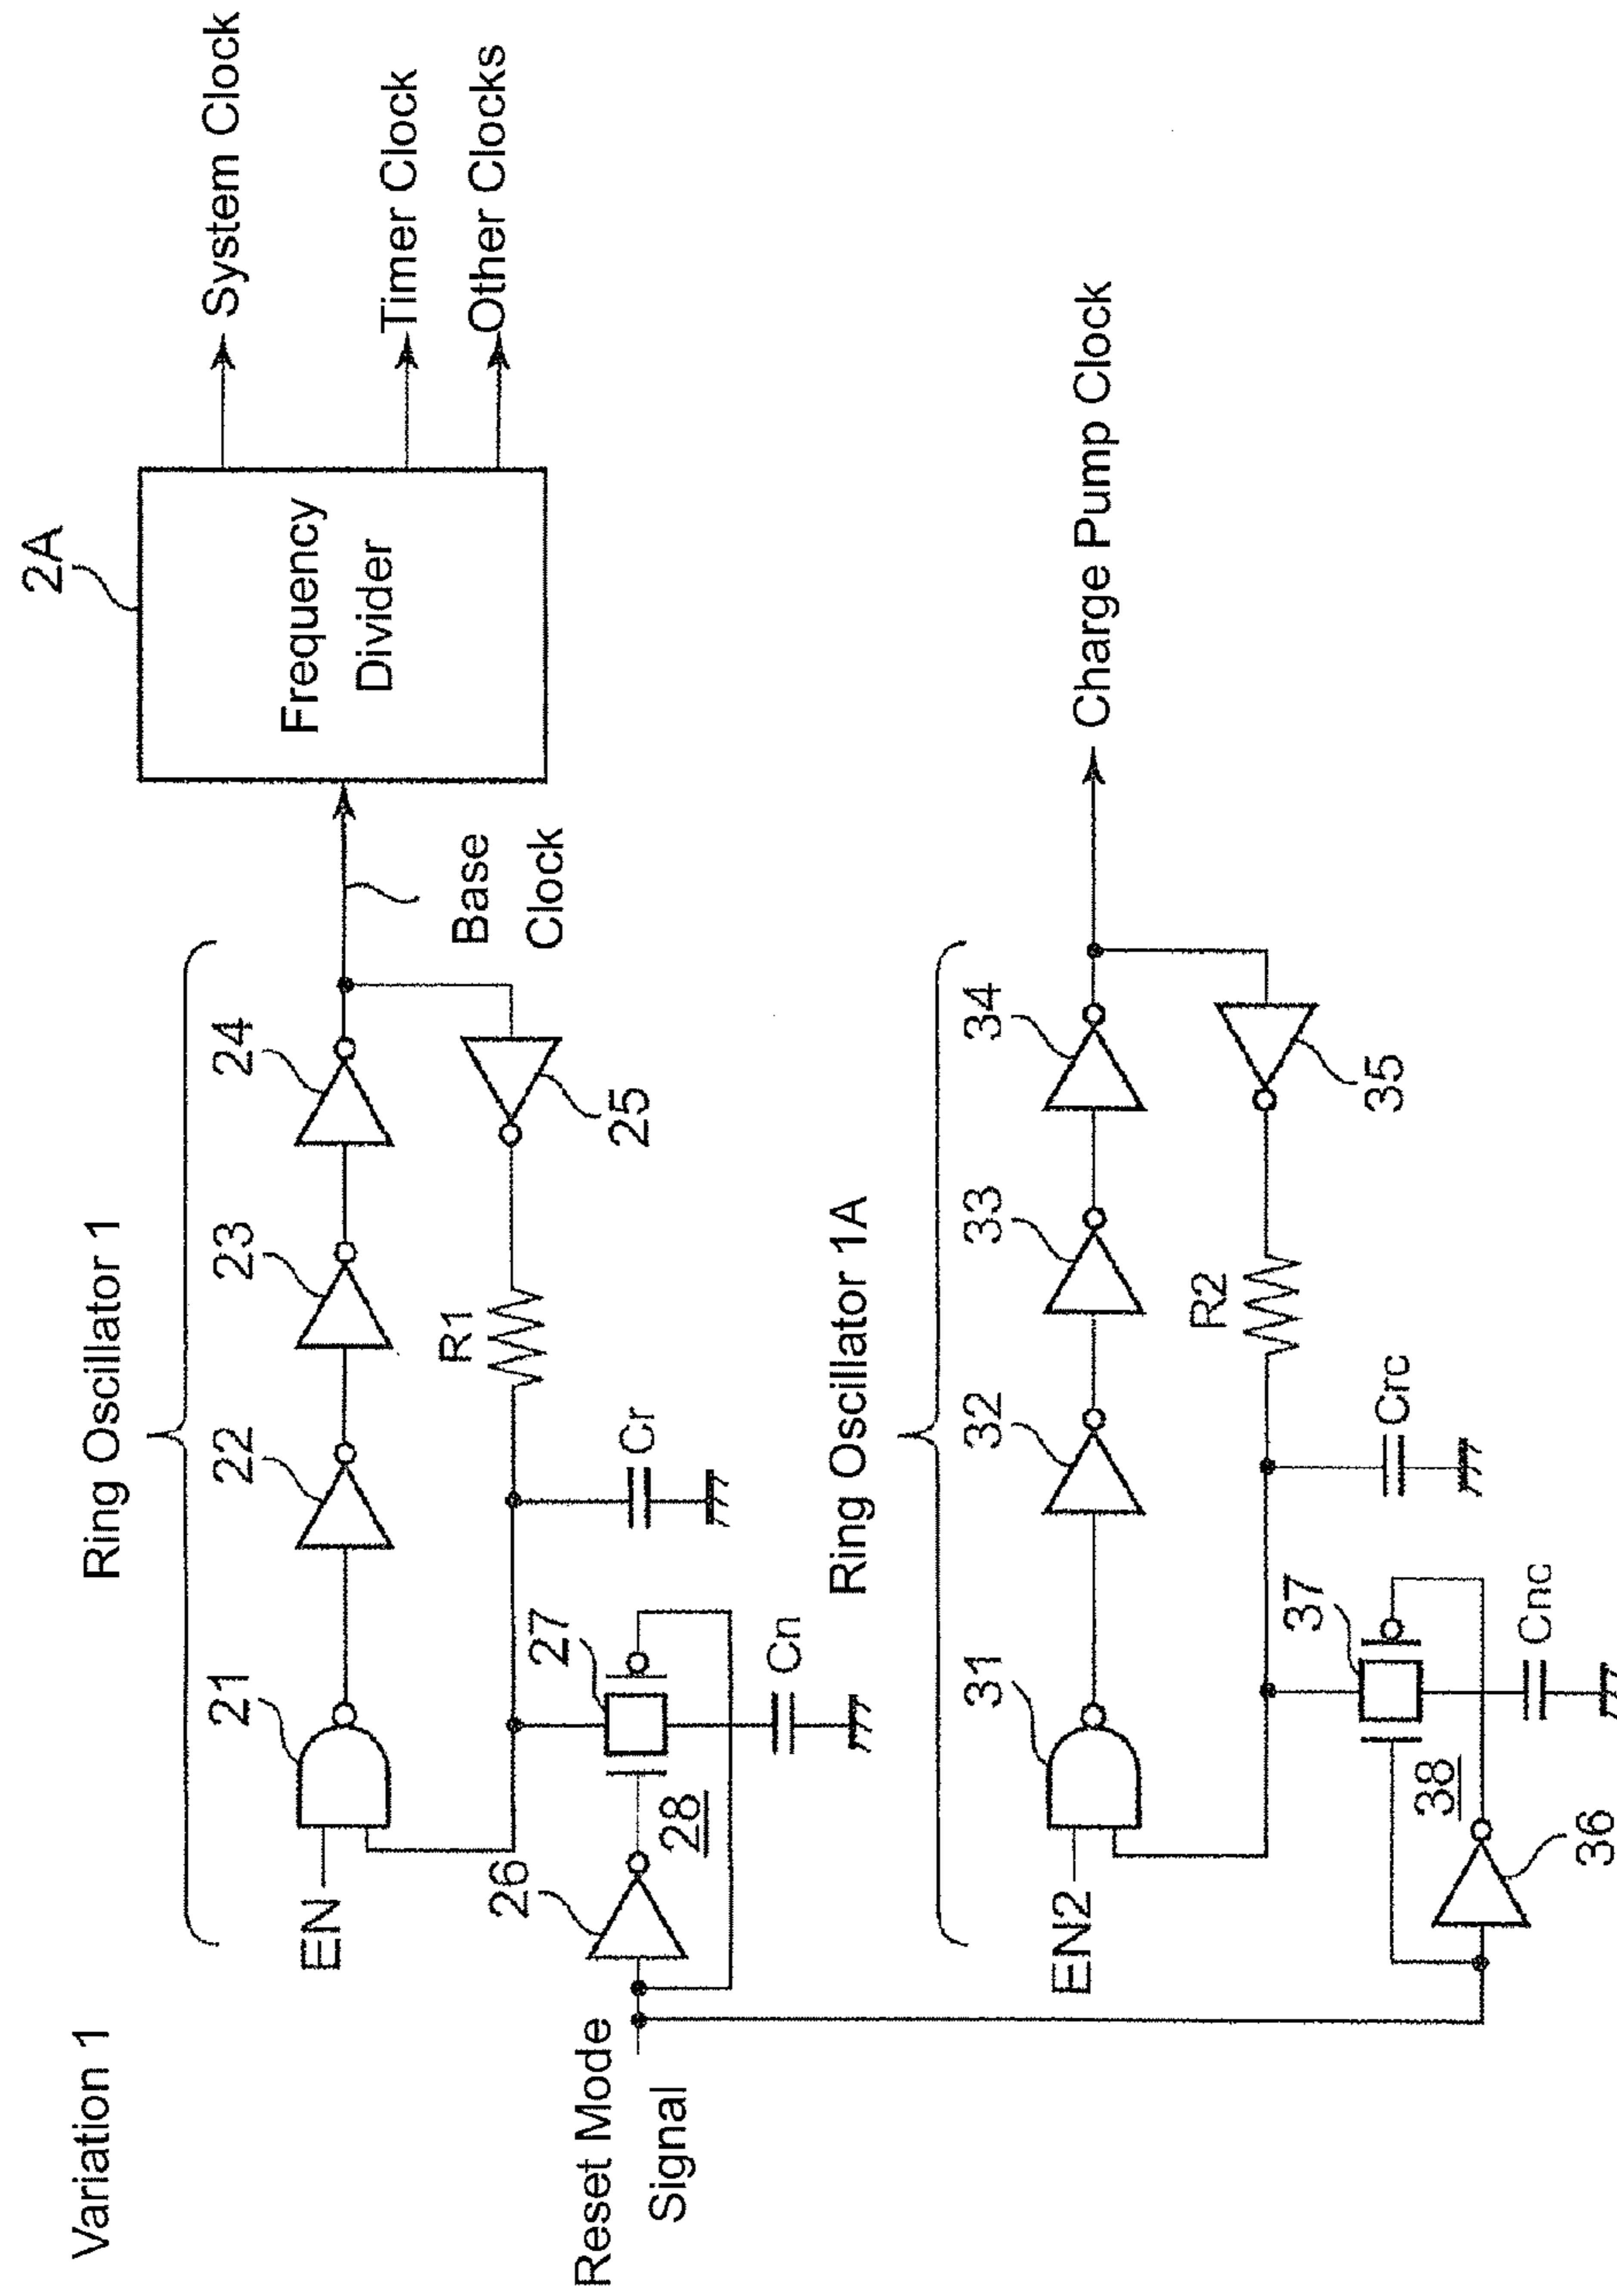 Variation 1
Ring Oscillator 1
2A
EN
21
22
23
24
Base
Clock
Frequency
Divider
System Clock
Timer Clock
Other Clocks
R1
25
Reset Mode
Signal
26
28
27
Cr
Cn
Ring Oscillator 1A
EN2
31
32
33
34
Charge Pump Clock
R2
35
36
38
37
Crc
Cnc